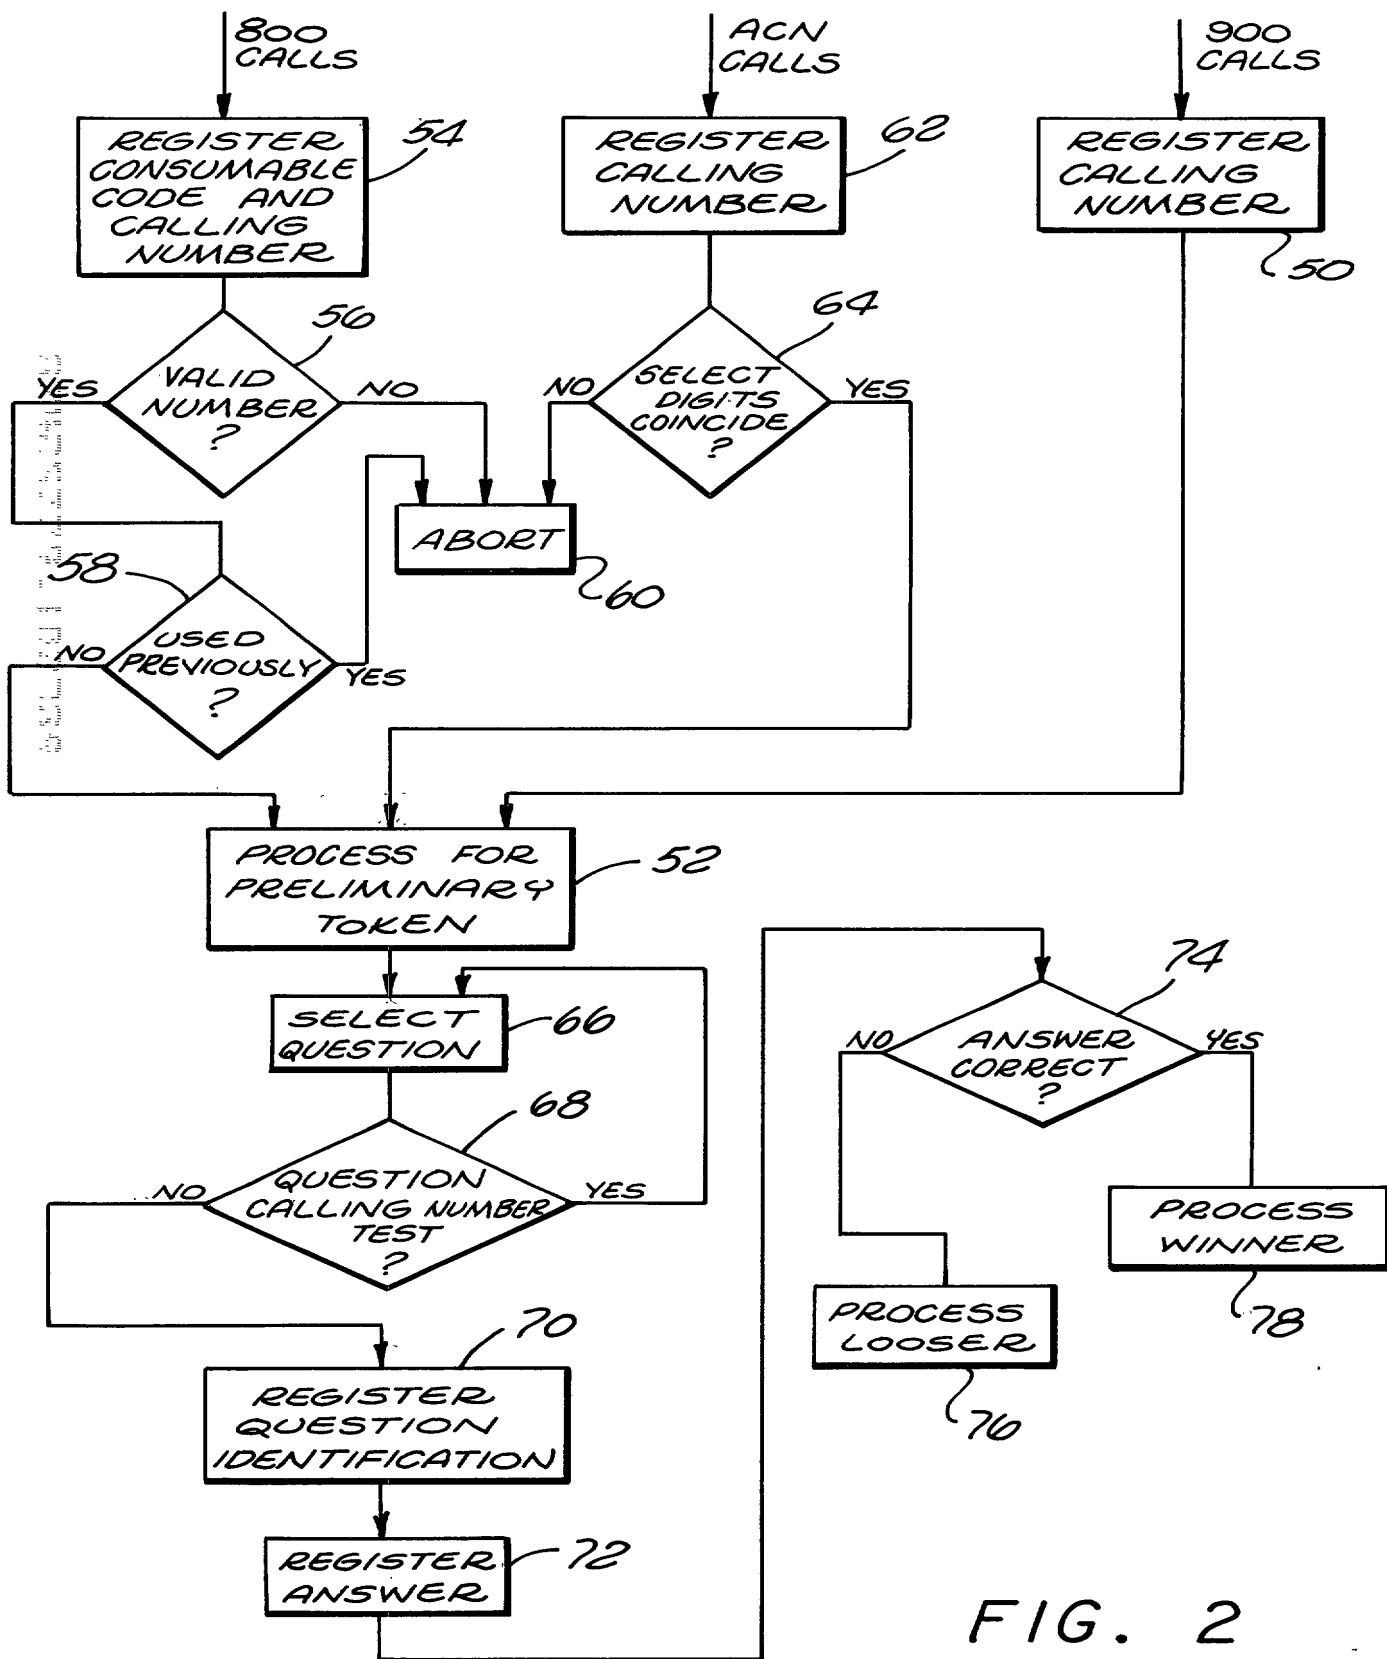 800
CALLS
ACN
CALLS
900
CALLS
REGISTER
CONSUMABLE
CODE AND
CALLING
NUMBER
54
REGISTER
CALLING
NUMBER
62
REGISTER
CALLING
NUMBER
50
VALID
NUMBER
?
56
YES
NO
SELECT
DIGITS
COINCIDE
?
64
NO
YES
ABORT
60
USED
PREVIOUSLY
?
58
NO
YES
PROCESS FOR
PRELIMINARY
TOKEN
52
SELECT
QUESTION
66
QUESTION
CALLING NUMBER
TEST
?
68
NO
YES
REGISTER
QUESTION
IDENTIFICATION
70
REGISTER
ANSWER
72
ANSWER
CORRECT
?
74
NO
YES
PROCESS
WINNER
78
PROCESS
LOOSER
76
FIG. 2